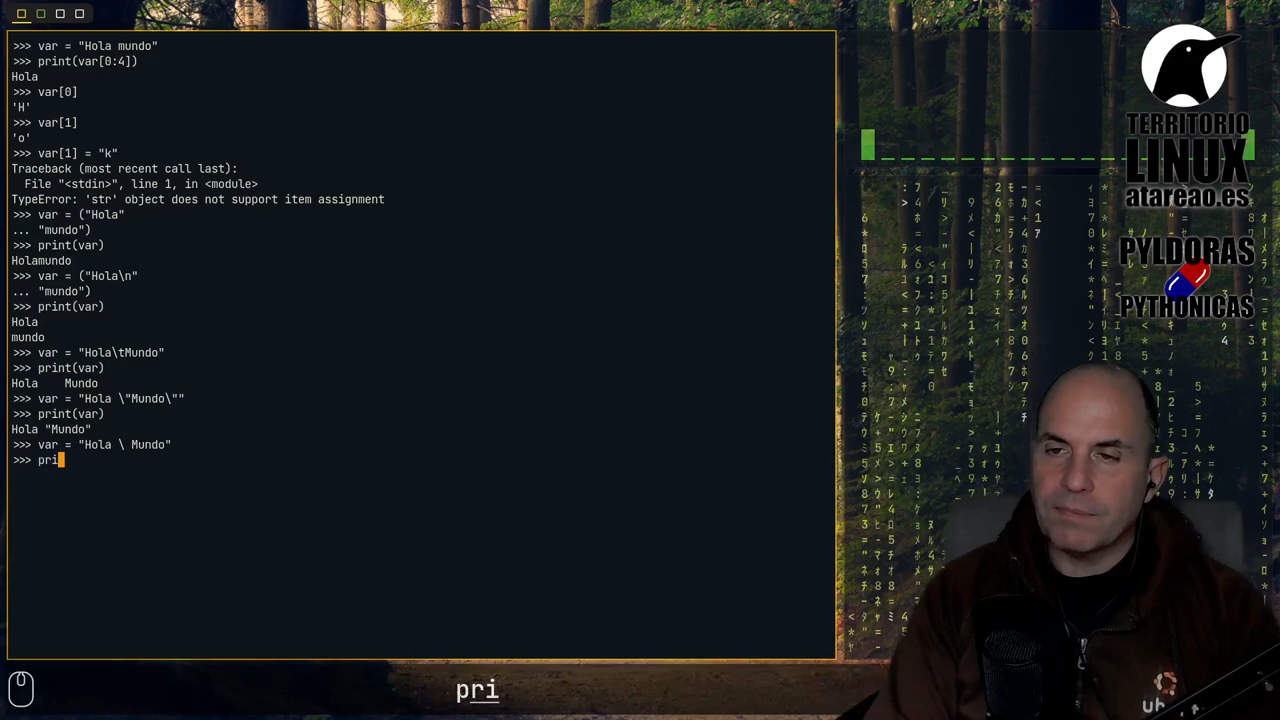 >>> var = "Hola mundo"
>>> print(var[0:4])
Hola
>>> var[0]
'H'
>>> var[1]
'o'
>>> var[1] = "k"
Traceback (most recent call last):
  File "<stdin>", line 1, in <module>
TypeError: 'str' object does not support item assignment
>>> var = ("Hola"
... "mundo")
>>> print(var)
Holamundo
>>> var = ("Hola\n"
... "mundo")
>>> print(var)
Hola
mundo
>>> var = "Hola\tMundo"
>>> print(var)
Hola    Mundo
>>> var = "Hola \"Mundo\""
>>> print(var)
Hola "Mundo"
>>> var = "Hola \ Mundo"
>>> pri
TERRITORIO
LINUX
atareao.es
PYLDORAS
PYTHONICAS
pri